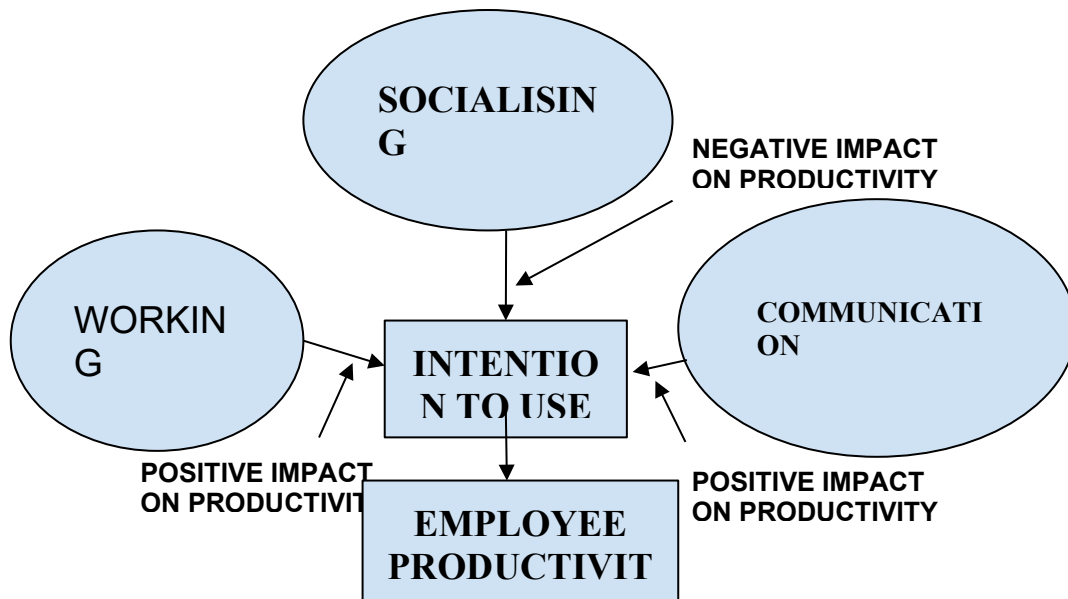 SOCIALISIN
G
NEGATIVE IMPACT
ON PRODUCTIVITY
WORKIN
G
COMMUNICATI
ON
INTENTIO
N TO USE
POSITIVE IMPACT
ON PRODUCTIVIT
POSITIVE IMPACT
ON PRODUCTIVITY
EMPLOYEE
PRODUCTIVIT